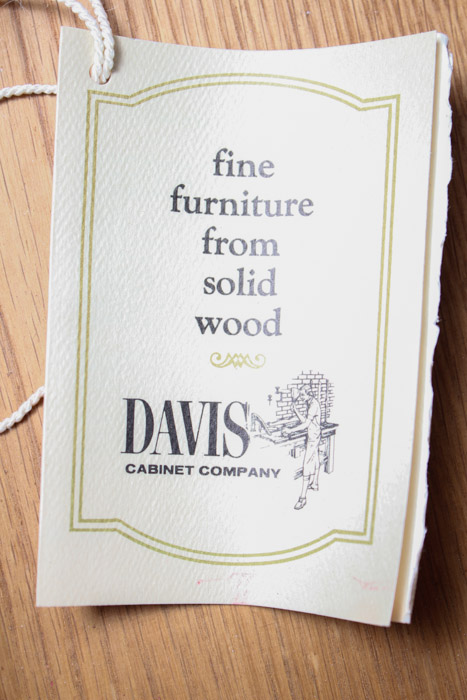 fine
furniture
from
solid
wood
DAVIS
CABINET COMPANY